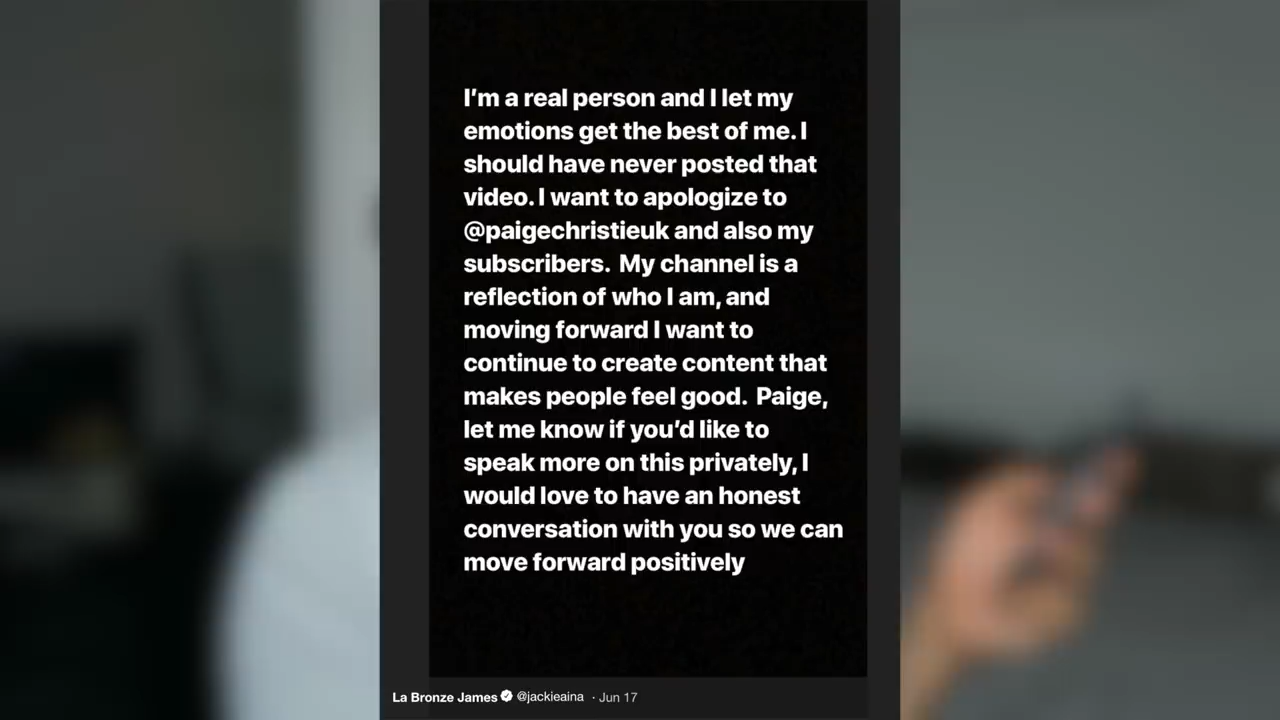 I'm a real person and I let my
emotions get the best of me. I
should have never posted that
video. I want to apologize to
@paigechristieuk and also my
subscribers.  My channel is a
reflection of who I am, and
moving forward I want to
continue to create content that
makes people feel good.  Paige,
let me know if you'd like to
speak more on this privately, I
would love to have an honest
conversation with you so we can
move forward positively
La Bronze James @jackieaina · Jun 17